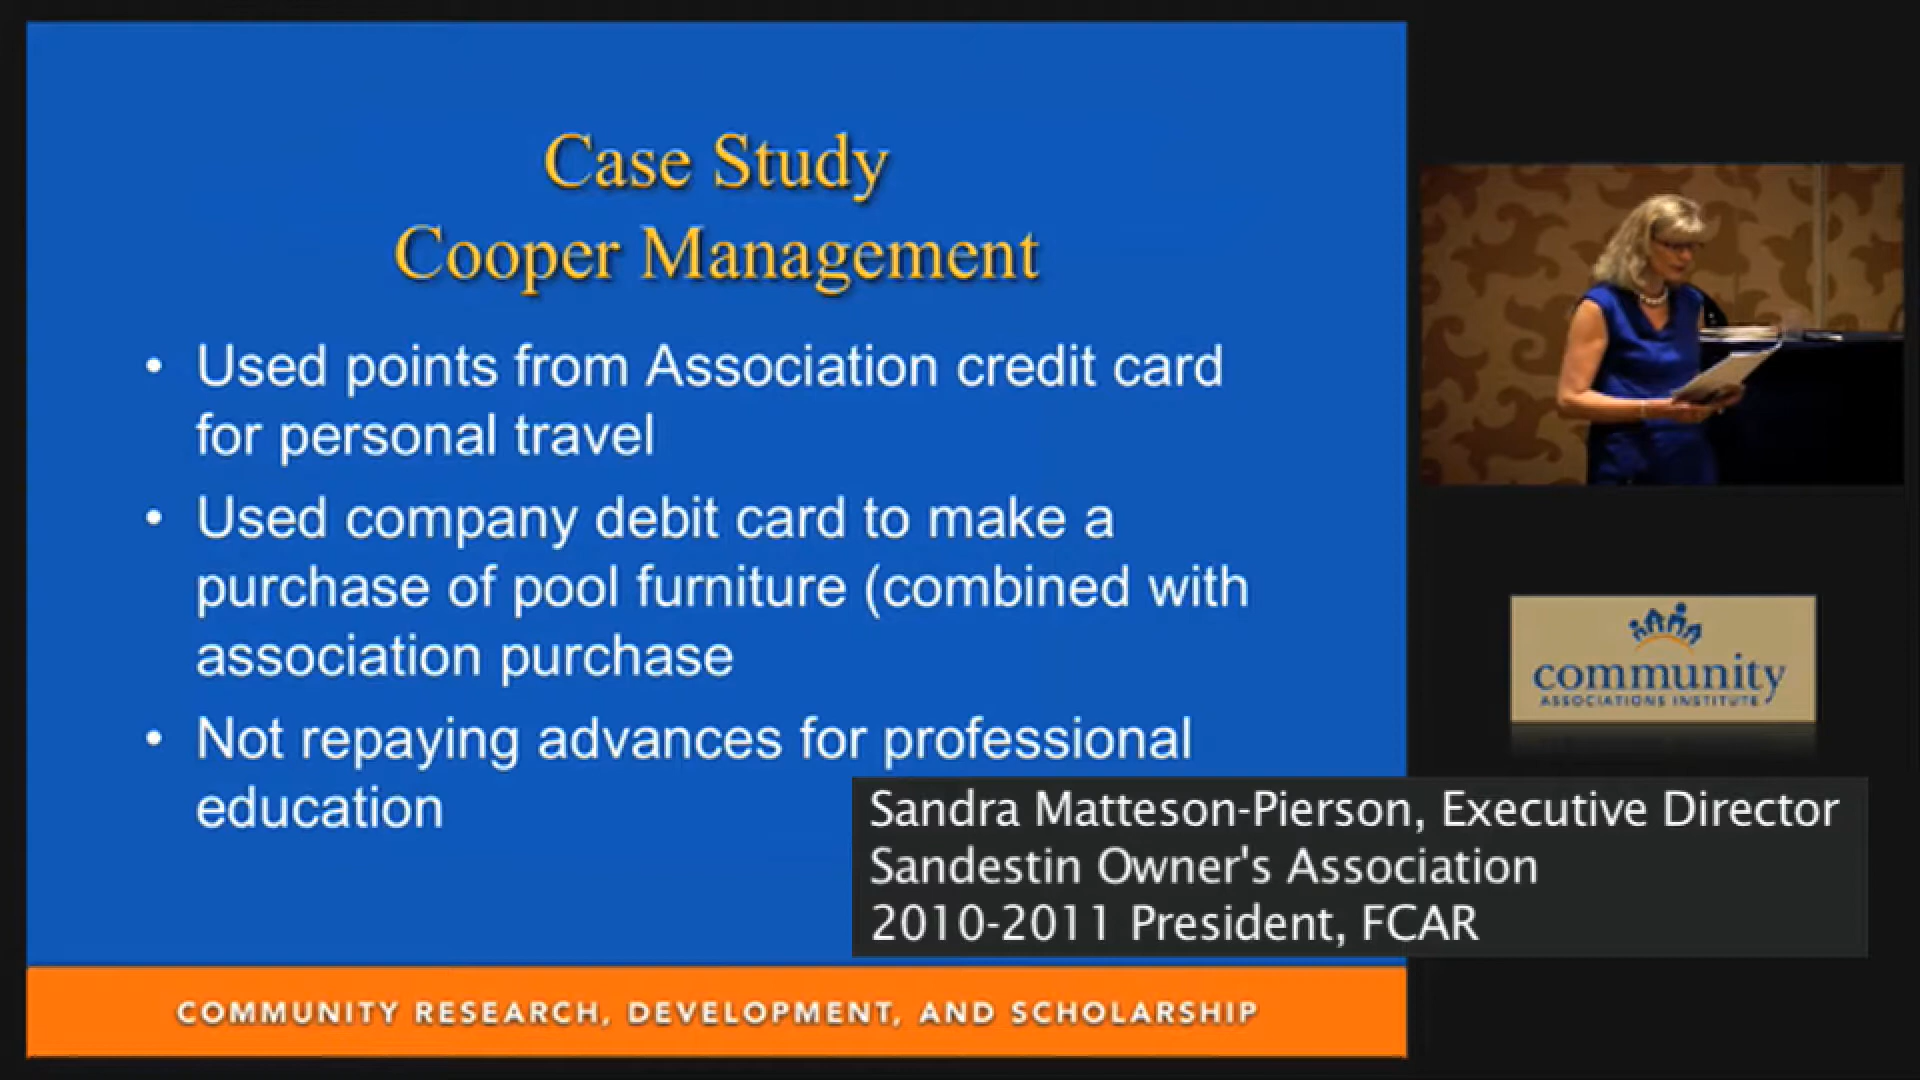 Case Study
Cooper Management
• Used points from Association credit card
for personal travel
• Used company debit card to make a
purchase of pool furniture (combined with
association purchase
• Not repaying advances for professional
education
community
ASSOCIATIONS INSTITUTE
Sandra Matteson-Pierson, Executive Director
Sandestin Owner's Association
2010-2011 President, FCAR
COMMUNITY RESEARCH, DEVELOPMENT, AND SCHOLARSHIP